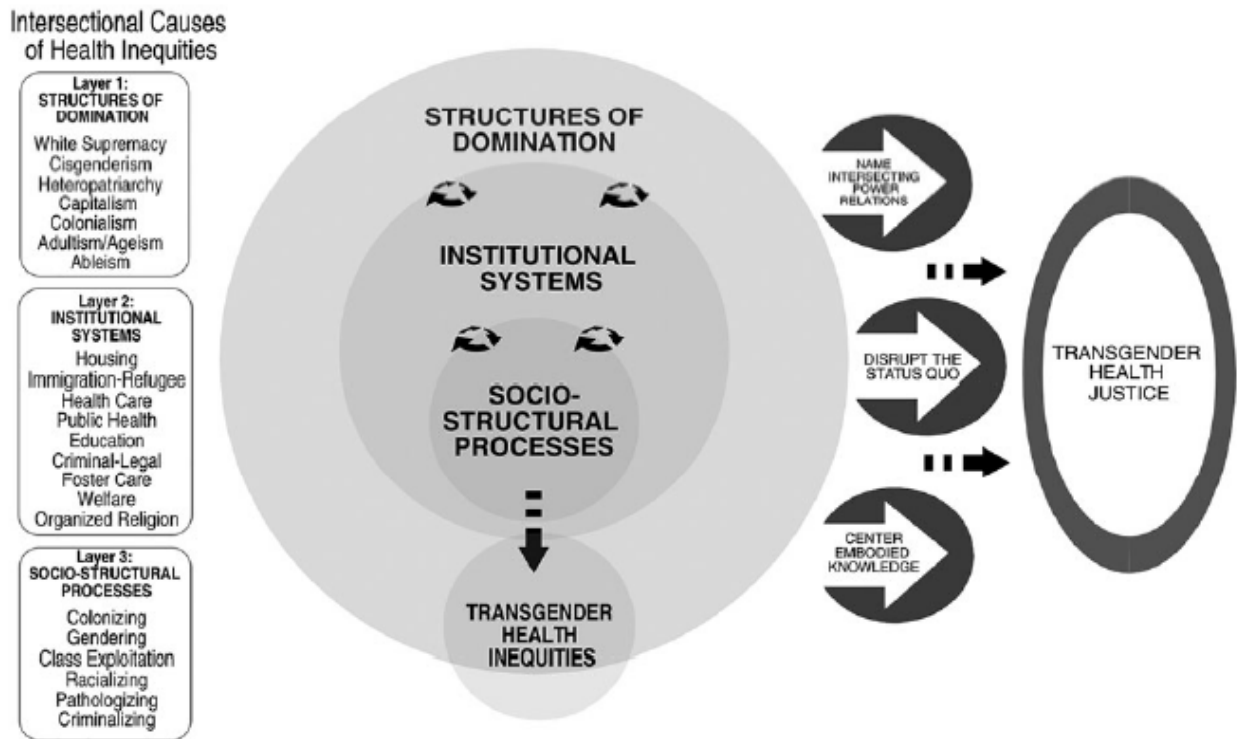 Intersectional Causes
of Health Inequities
Layer 1:
STRUCTURES OF
DOMINATION
White Supremacy
Cisgenderism
Heteropatriarchy
Capitalism
Colonialism
Adultism/Ageism
Ableism
Layer 2:
INSTITUTIONAL
SYSTEMS
Housing
Immigration-Refugee
Health Care
Public Health
Education
Criminal-Legal
Foster Care
Welfare
Organized Religion
Layer 3:
SOCIO-STRUCTURAL
PROCESSES
Colonizing
Gendering
Class Exploitation
Racializing
Pathologizing
Criminalizing
STRUCTURES OF
DOMINATION
INSTITUTIONAL
SYSTEMS
SOCIO-
STRUCTURAL
PROCESSES
TRANSGENDER
HEALTH
INEQUITIES
NAME
INTERSECTING
POWER
RELATIONS
DISRUPT THE
STATUS QUO
CENTER
EMBODIED
KNOWLEDGE
TRANSGENDER
HEALTH
JUSTICE